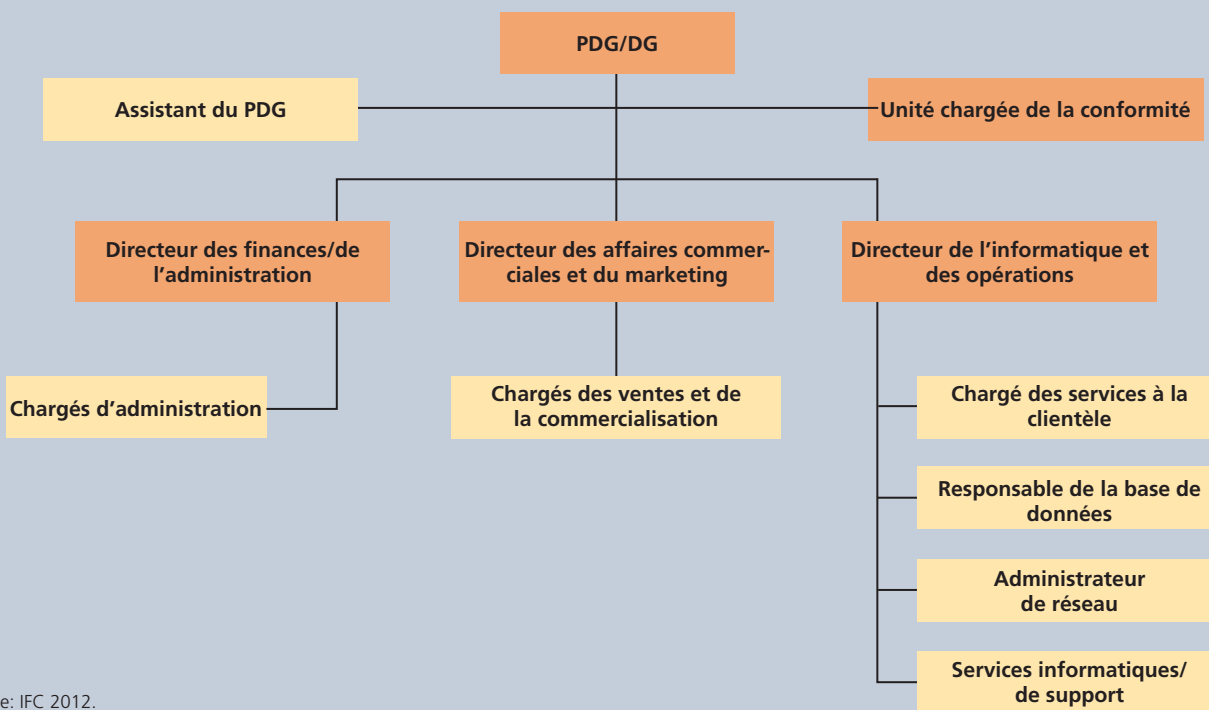 PDG/DG
Assistant du PDG
Unité chargée de la conformité
Directeur des finances/de
l'administration
Directeur des affaires commer-
ciales et du marketing
Directeur de l'informatique et
des opérations
Chargés d'administration
Chargés des ventes et de
la commercialisation
Chargé des services à la
clientèle
Responsable de la base de
données
Administrateur
de réseau
Services informatiques/
de support
e: IFC 2012.